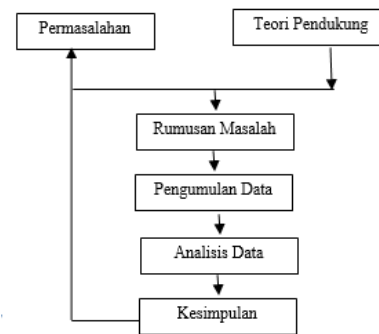 Permasalahan
Teori Pendukung
Rumusan Masalah
Pengumulan Data
Analisis Data
Kesimpulan